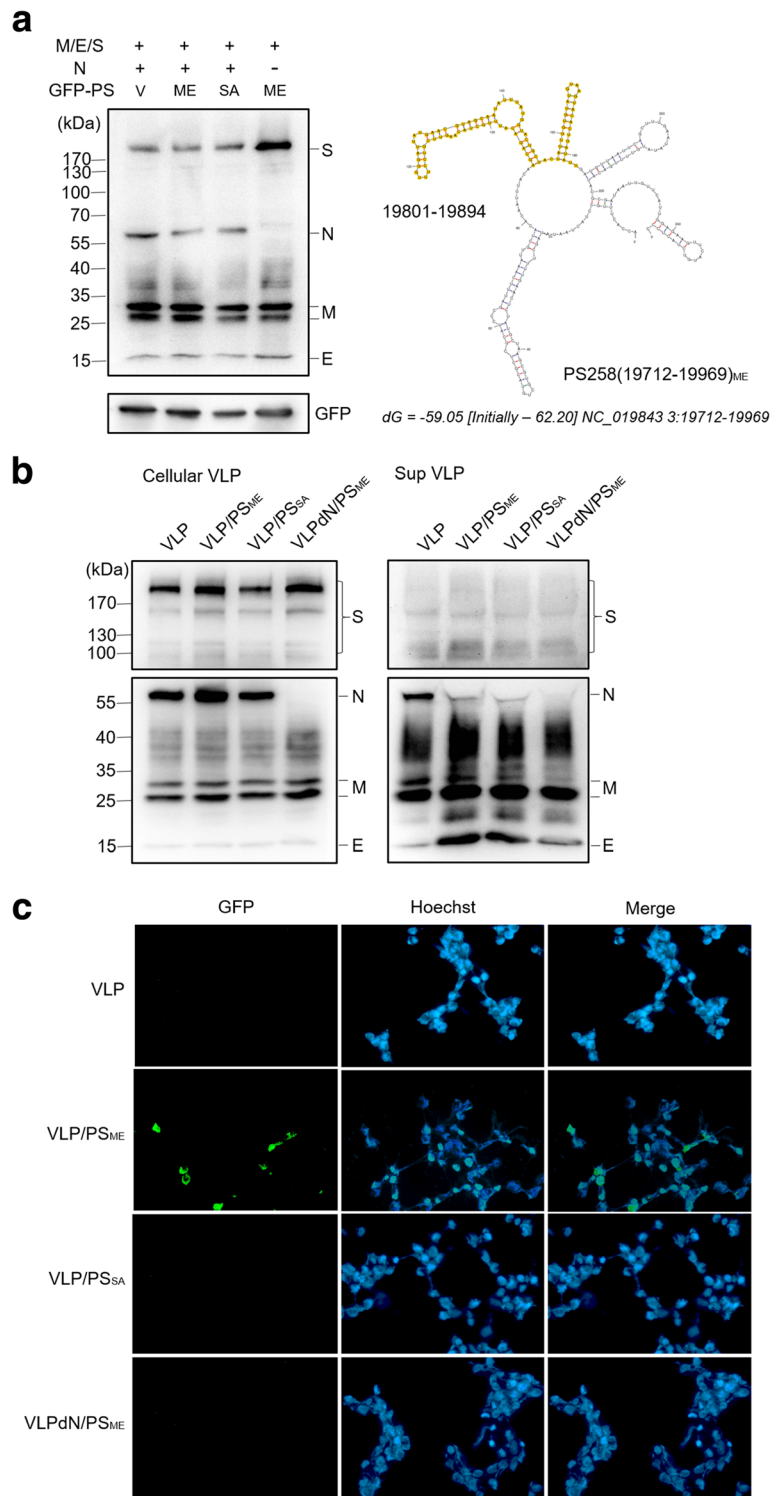 a
M/E/S + + + +
N + + + -
GFP-PS V ME SA ME
(kDa)
170
130
100
70
55
40
35
25
15
S
N
M
E
GFP
19801-19894
PS258(19712-19969)ME
dG = -59.05 [Initially – 62.20] NC_019843 3:19712-19969
b
Cellular VLP
Sup VLP
VLP VLP/PSME VLP/PSSA VLPdN/PSME
VLP VLP/PSME VLP/PSSA VLPdN/PSME
(kDa)
170
130
100
S
S
55
40
35
25
15
N
M
E
N
M
E
c
GFP Hoechst Merge
VLP
VLP/PSME
VLP/PSSA
VLPdN/PSME